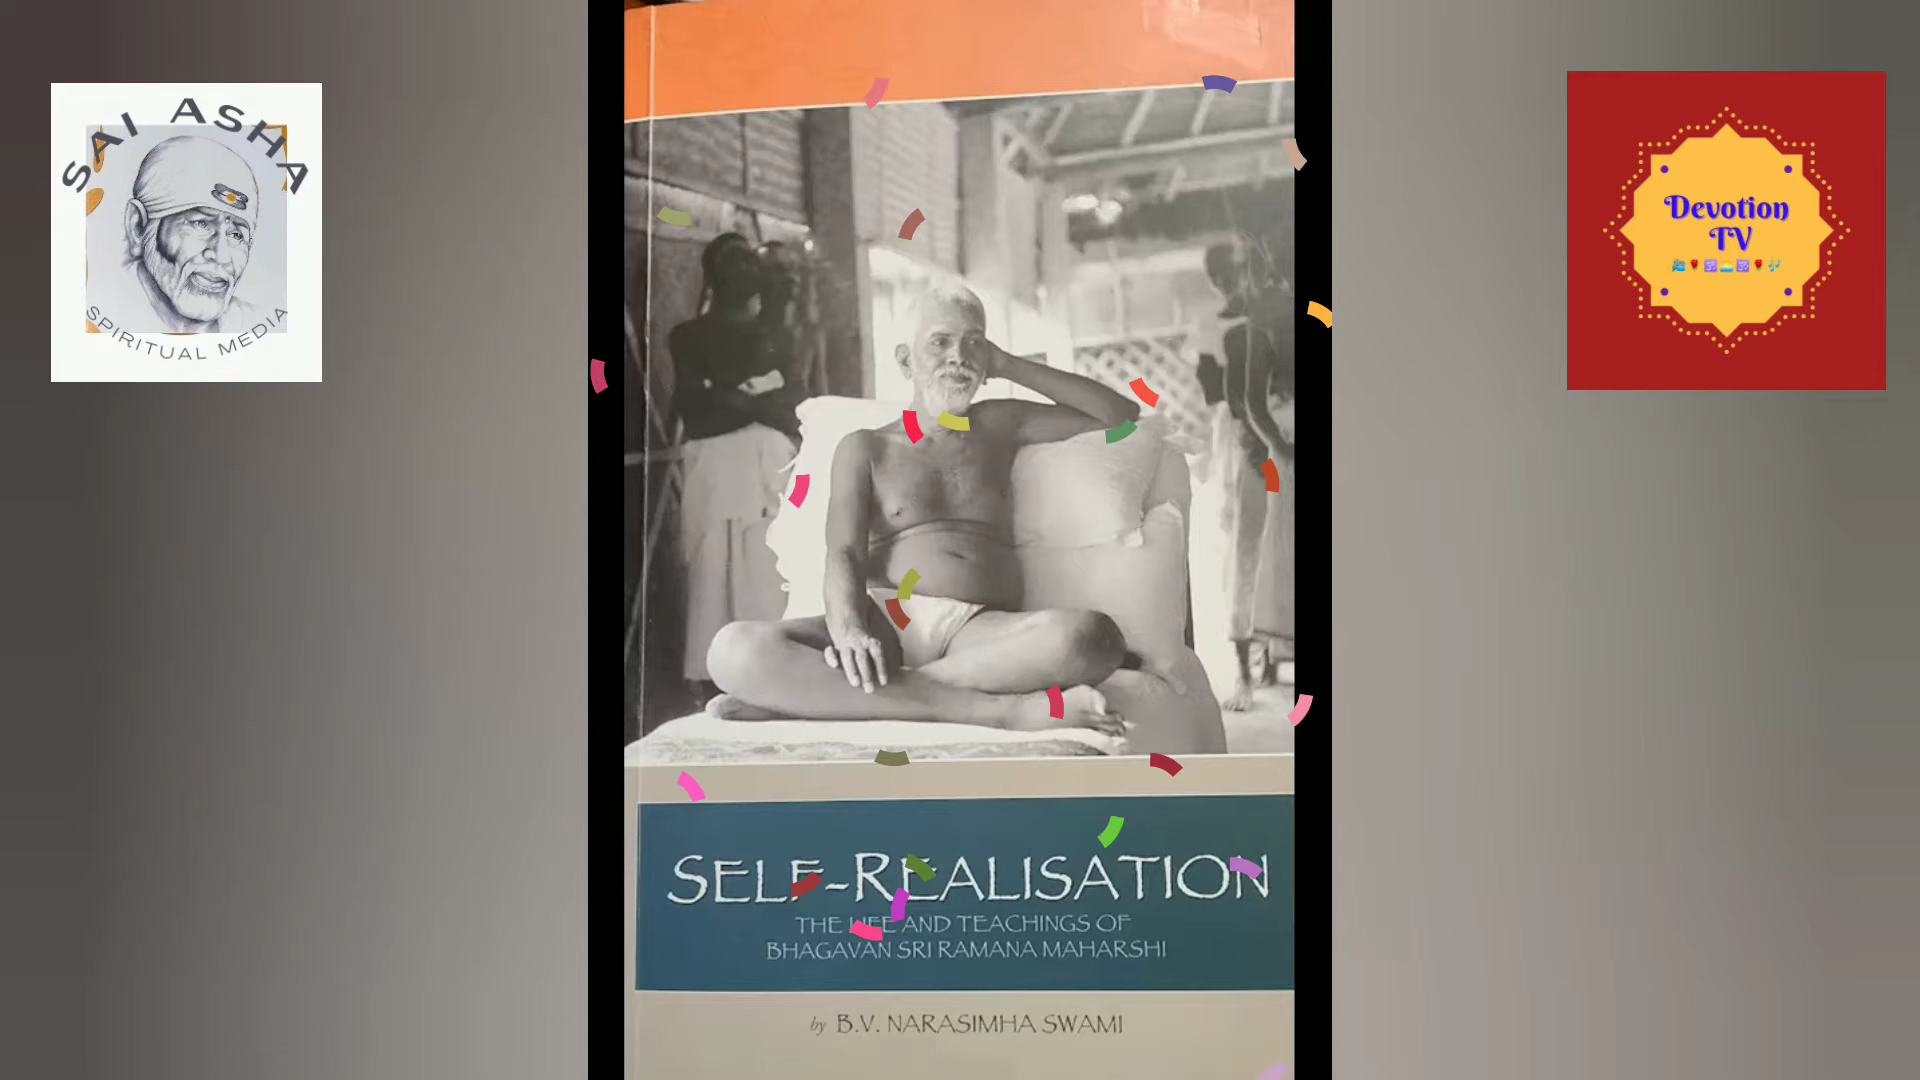 SAI ASHA
SPIRITUAL MEDIA
Devotion
TV
SELF-REALISATION
THE LIFE AND TEACHINGS OF
BHAGAVAN SRI RAMANA MAHARSHI
by B.V. NARASIMHA SWAMI